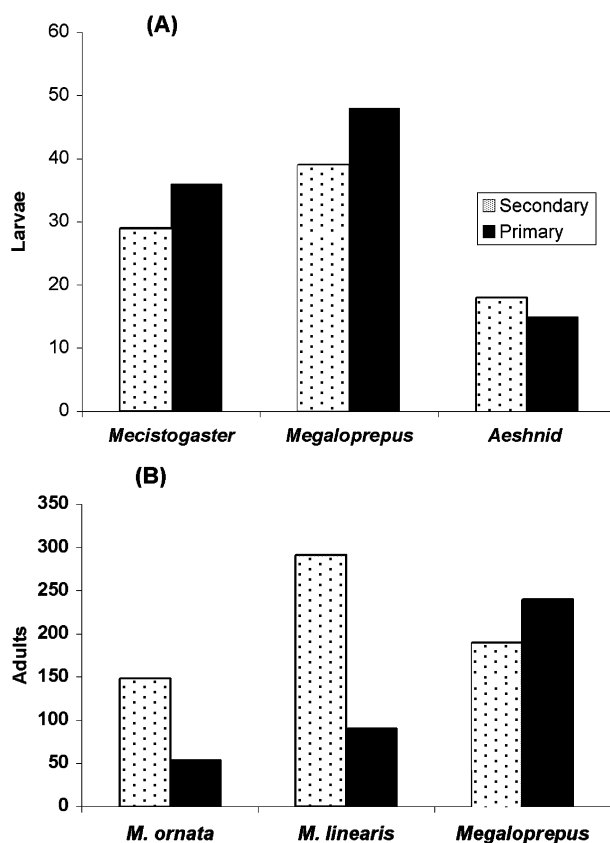 (A)
60
50
40
30
20
10
0
Larvae
Secondary
Primary
Mecistogaster Megaloprepus Aeshnid
(B)
350
300
250
200
150
100
50
0
Adults
M. ornata M. linearis Megaloprepus